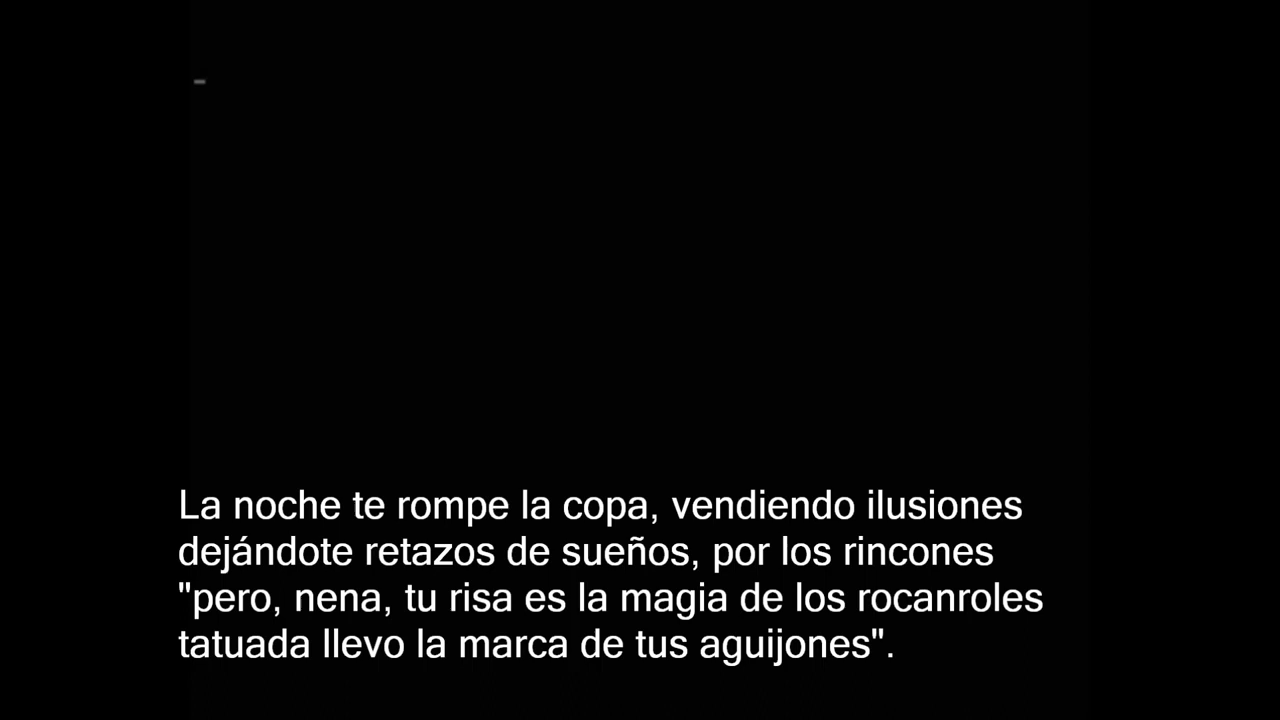 -
La noche te rompe la copa, vendiendo ilusiones
dejándote retazos de sueños, por los rincones
"pero, nena, tu risa es la magia de los rocanroles
tatuada llevo la marca de tus aguijones".